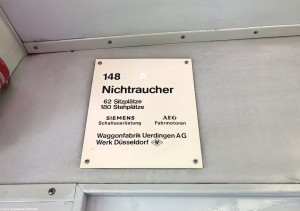 148
Nichtraucher
62 Sitzplätze
180 Stehplätze
SIEMENS AEG
Schaltausrüstung Fahrmotoren
Waggonfabrik Uerdingen AG
Werk Düsseldorf